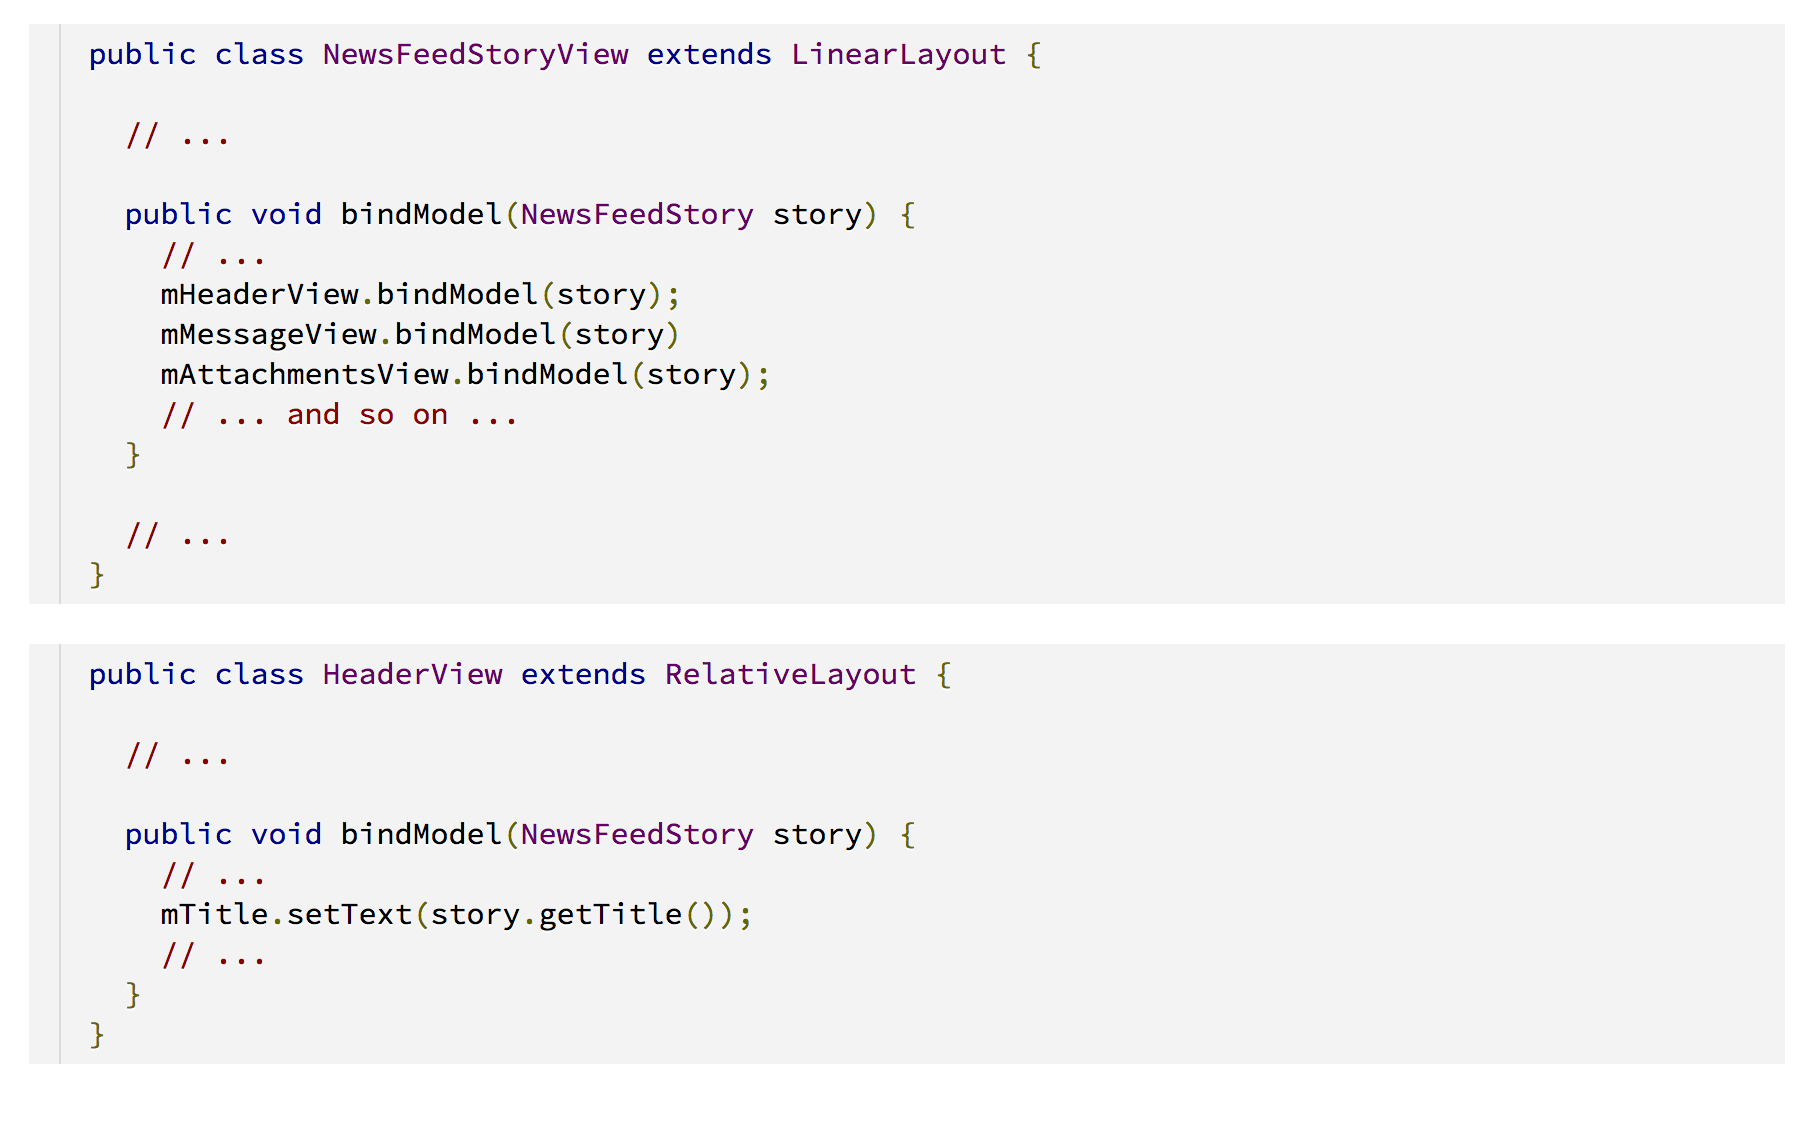 public class NewsFeedStoryView extends LinearLayout {
// ...
public void bindModel(NewsFeedStory story) {
// ...
mHeaderView.bindModel(story);
mMessageView.bindModel(story)
mAttachmentsView.bindModel(story);
// ... and so on ...
}
// ...
}
public class HeaderView extends RelativeLayout {
// ...
public void bindModel(NewsFeedStory story) {
// ...
mTitle.setText(story.getTitle());
// ...
}
}